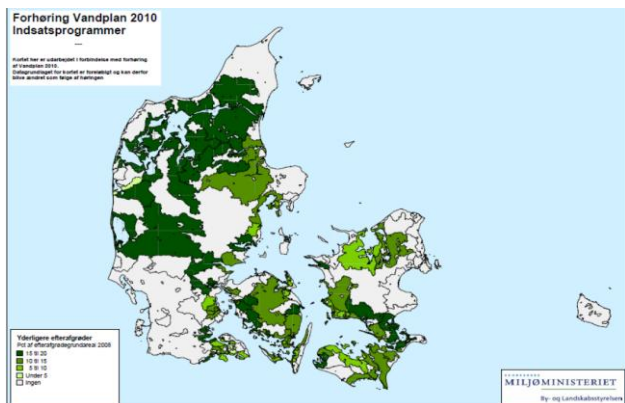 Forhøring Vandplan 2010
Indsatsprogrammer
Kortet her er udarbejdet i forbindelse med forhøring
af Vandplan 2010.
Datagrundlaget for kortet er foreløbigt og kan derfor
blive ændret som følge af høringen
Yderligere efterafgrøder
Pct af efterafgrødegrundareal 2008
15 til 20
10 til 15
5 til 10
Under 5
Ingen
MILJØMINISTERIET
By- og Landskabsstyrelsen